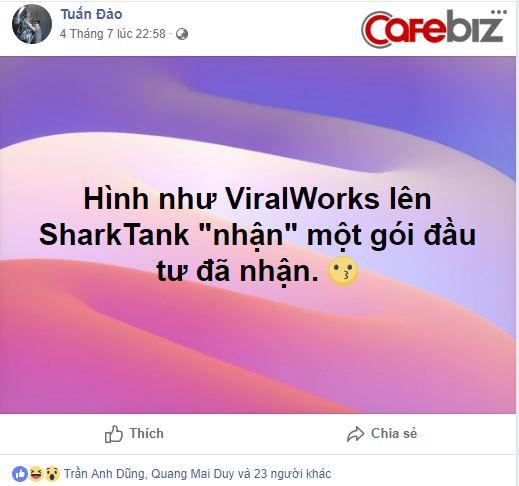 Tuấn Đào
4 Tháng 7 lúc 22:58 ·
Cafebiz
Hình như ViralWorks lên
SharkTank "nhận" một gói đầu
tư đã nhận. 😗
Thích
Chia sẻ
Trần Anh Dũng, Quang Mai Duy và 23 người khác